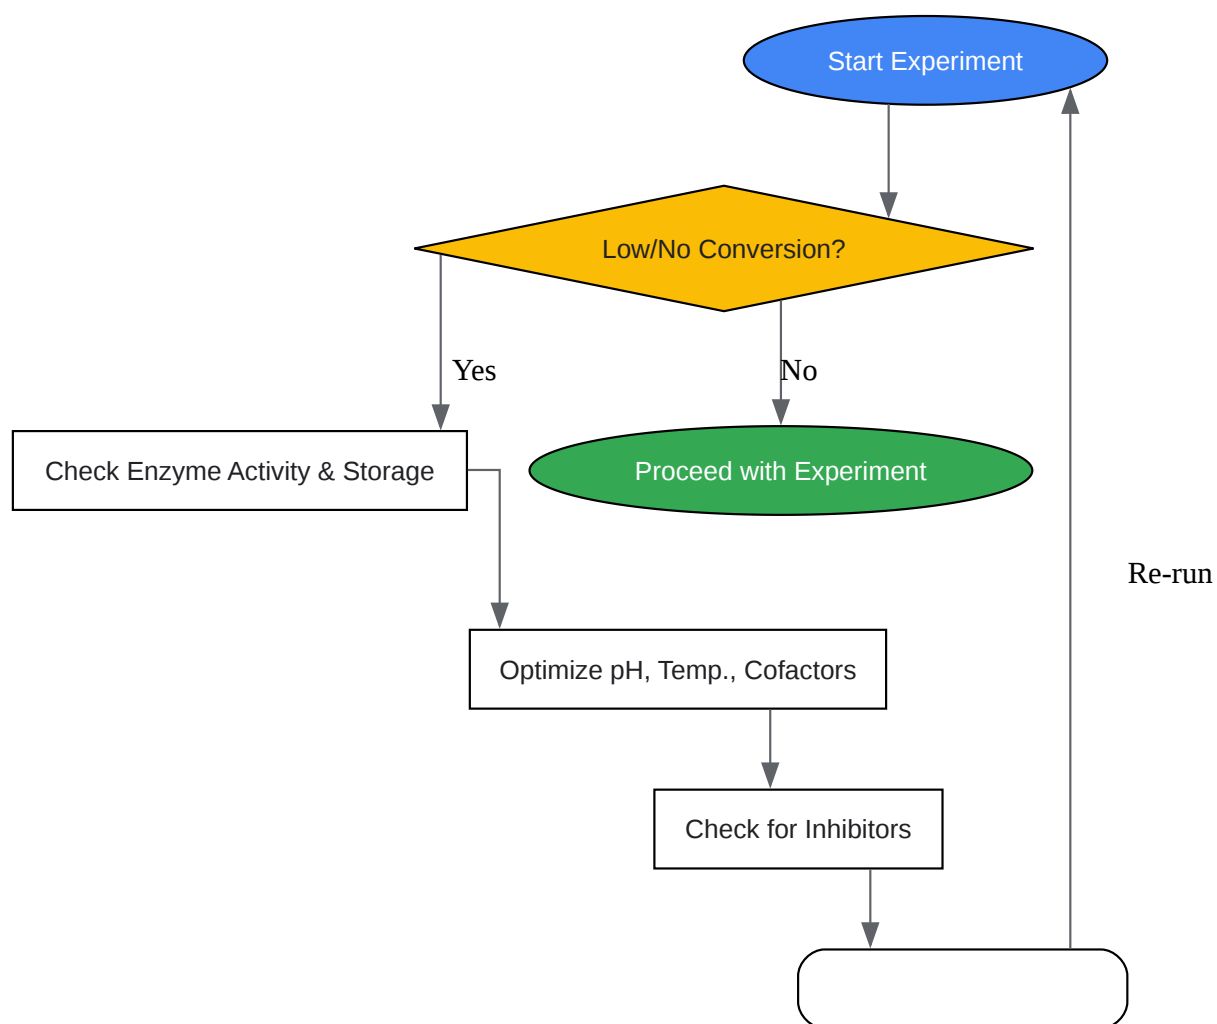 Start Experiment
Low/No Conversion?
Yes
No
Check Enzyme Activity & Storage
Proceed with Experiment
Re-run
Optimize pH, Temp., Cofactors
Check for Inhibitors